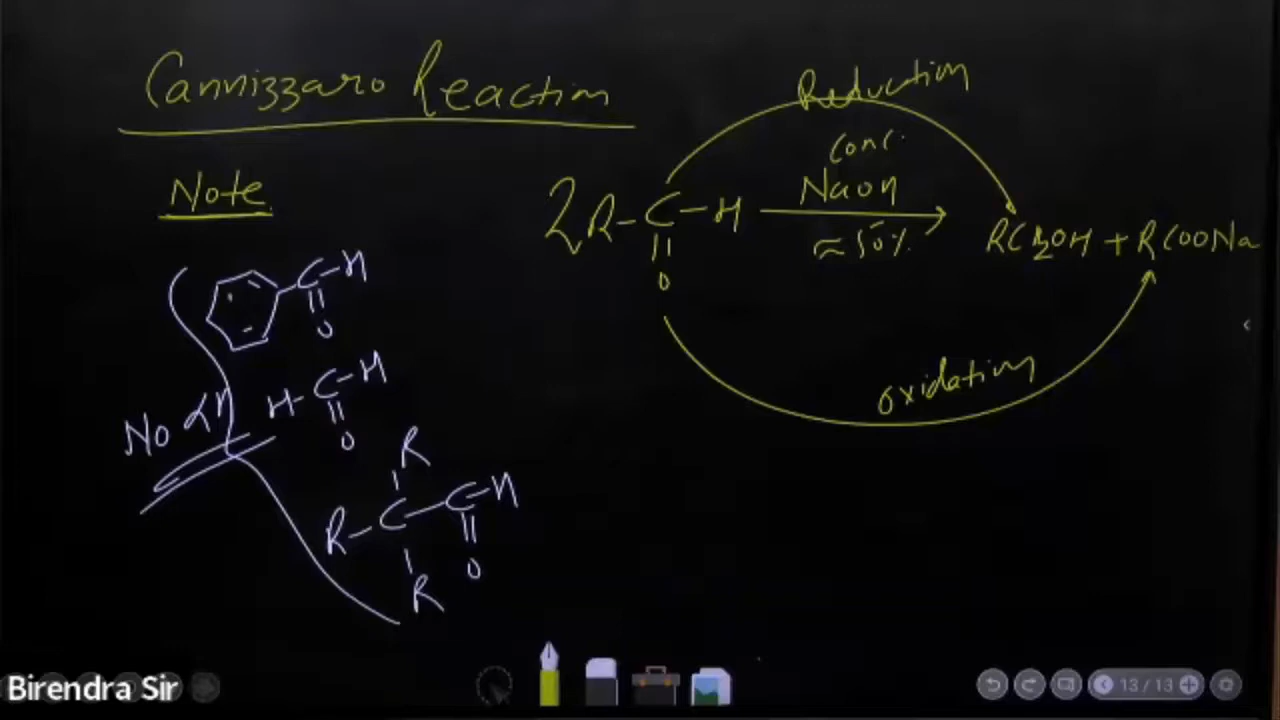 Cannizzaro Reaction
Reduction
conc.
2R-C-H NaOH RCH2OH + RCOONa
|| ≈50%
O
oxidation
Note
C-H
||
O
H-C-H
||
O
No αH
R
R-C-C-H
||
O
R
Birendra Sir
13 / 13